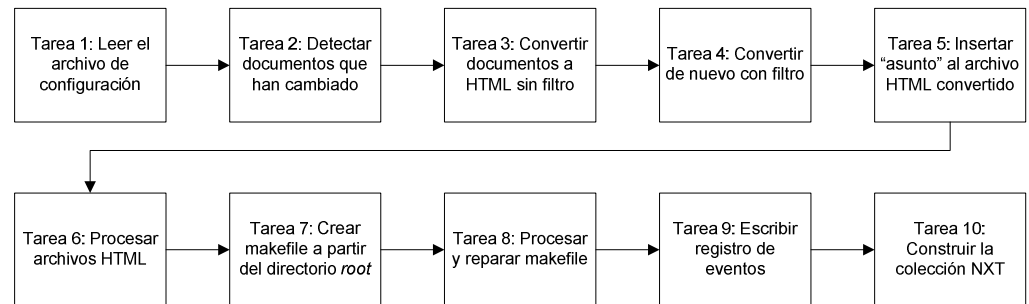 Tarea 1: Leer el
archivo de
configuración
Tarea 2: Detectar
documentos que
han cambiado
Tarea 3: Convertir
documentos a
HTML sin filtro
Tarea 4: Convertir
de nuevo con filtro
Tarea 5: Insertar
“asunto” al archivo
HTML convertido
Tarea 6: Procesar
archivos HTML
Tarea 7: Crear
makefile a partir
del directorio root
Tarea 8: Procesar
y reparar makefile
Tarea 9: Escribir
registro de
eventos
Tarea 10:
Construir la
colección NXT